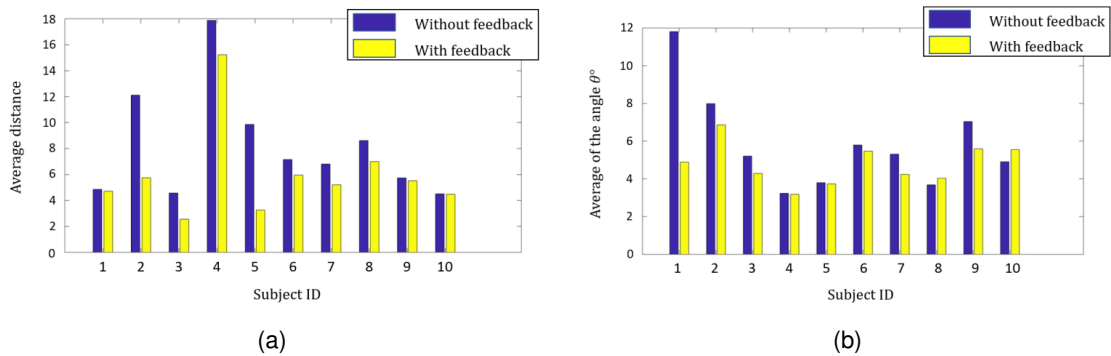 Without feedback
With feedback
Average distance
18
16
14
12
10
8
6
4
2
0
1 2 3 4 5 6 7 8 9 10
Subject ID
(a)
Without feedback
With feedback
Average of the angle θ°
12
10
8
6
4
2
0
1 2 3 4 5 6 7 8 9 10
Subject ID
(b)